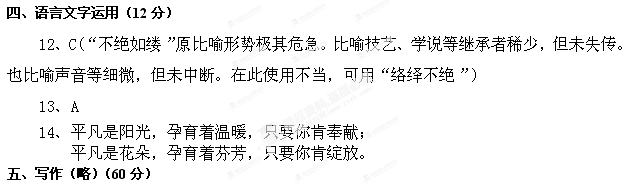 四、语言文字运用(12 分)
12、C(“不绝如缕 ”原比喻形势极其危急。比喻技艺、学说等继承者稀少，但未失传。
也比喻声音等细微，但未中断。在此使用不当，可用“络绎不绝 ”)
13、A
14、平凡是阳光，孕育着温暖，只要你肯奉献；
平凡是花朵，孕育着芬芳，只要你肯绽放。
五、写作(略)(60 分)